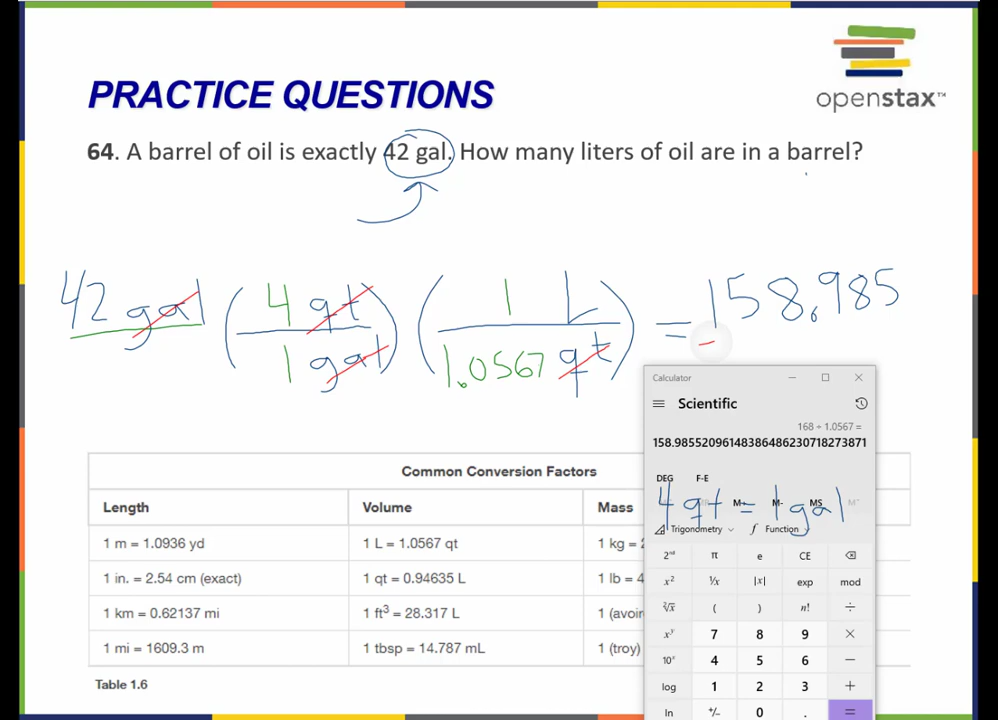 openstax™
PRACTICE QUESTIONS
64. A barrel of oil is exactly 42 gal. How many liters of oil are in a barrel?
42 gal (4 qt / 1 gal) (1 L / 1.0567 qt) = 158.985
Calculator
Scientific
168 ÷ 1.0567 =
158.98552096148386486230718273871
DEG F-E
M+ M- MS M˅
4 qt = 1 gal
Trigonometry Function
2ⁿᵈ π e CE
x² ¹/x |x| exp mod
³√x ( ) n! ÷
xʸ 7 8 9 ×
10ˣ 4 5 6 −
log 1 2 3 +
ln +/− 0 . =
Common Conversion Factors
Length Volume Mass
1 m = 1.0936 yd 1 L = 1.0567 qt 1 kg = 2
1 in. = 2.54 cm (exact) 1 qt = 0.94635 L 1 lb = 4
1 km = 0.62137 mi 1 ft³ = 28.317 L 1 (avoir
1 mi = 1609.3 m 1 tbsp = 14.787 mL 1 (troy)
Table 1.6